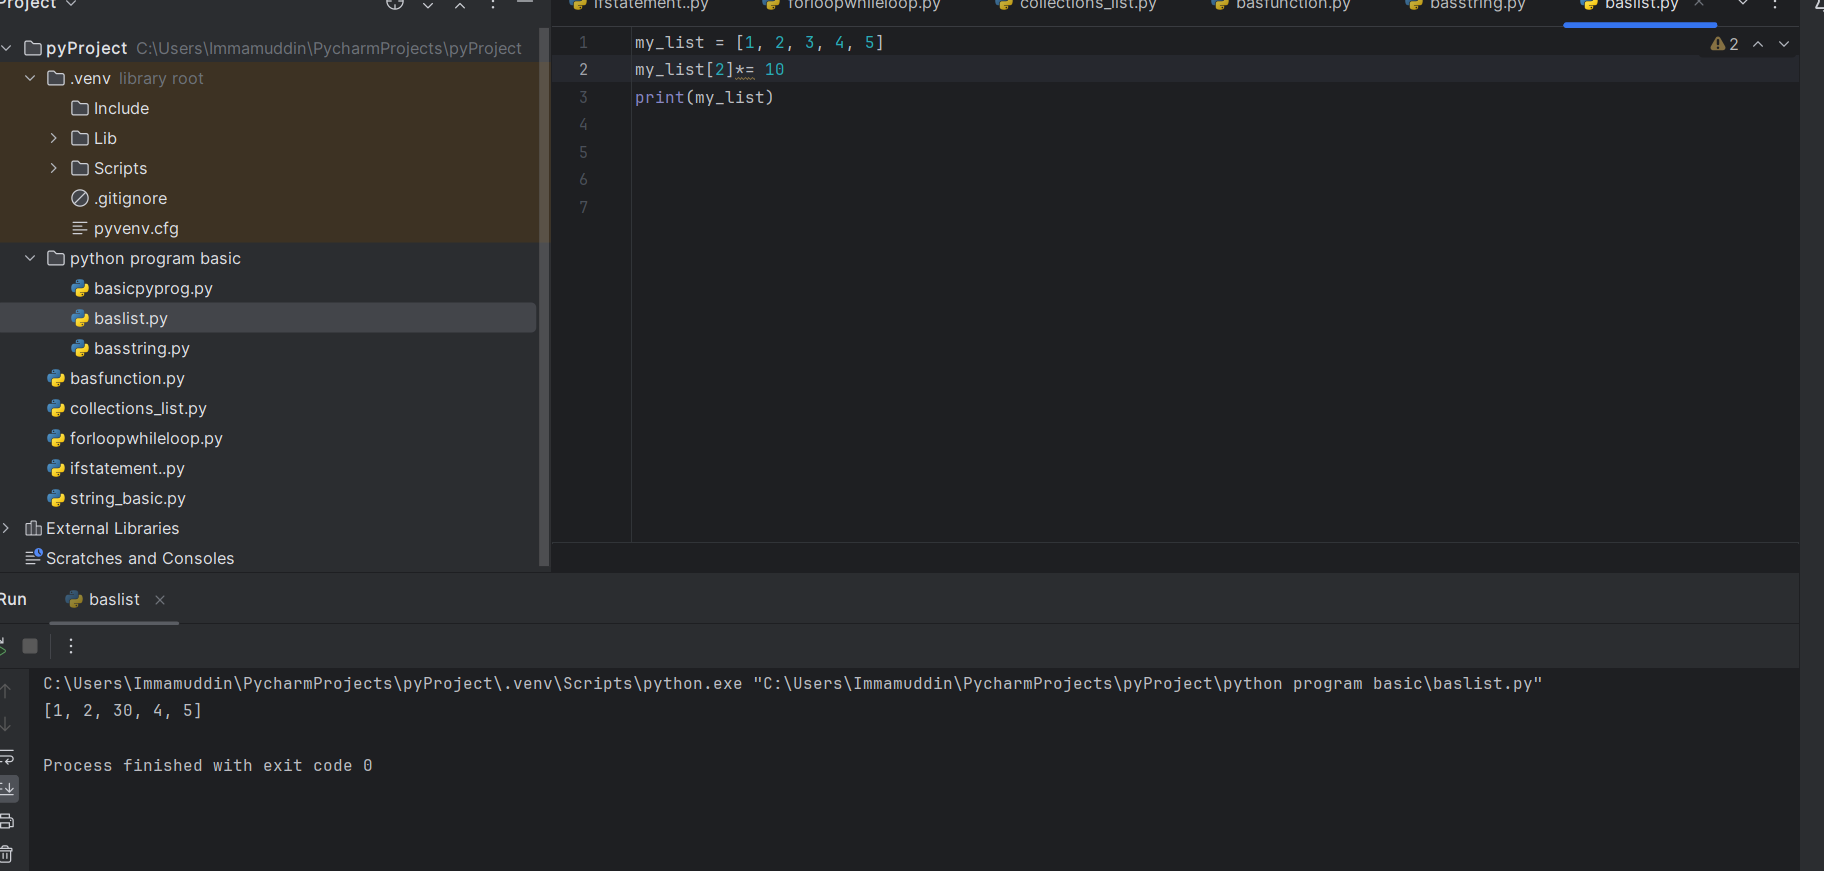 Project
ifstatement..py
forloopwhileloop.py
collections_list.py
basfunction.py
basstring.py
baslist.py
pyProject C:\Users\Immamuddin\PycharmProjects\pyProject
.venv library root
Include
Lib
Scripts
.gitignore
pyvenv.cfg
python program basic
basicpyprog.py
baslist.py
basstring.py
basfunction.py
collections_list.py
forloopwhileloop.py
ifstatement..py
string_basic.py
External Libraries
Scratches and Consoles
1 my_list = [1, 2, 3, 4, 5]
2 my_list[2]*= 10
3 print(my_list)
4
5
6
7
2
Run baslist
C:\Users\Immamuddin\PycharmProjects\pyProject\.venv\Scripts\python.exe "C:\Users\Immamuddin\PycharmProjects\pyProject\python program basic\baslist.py"
[1, 2, 30, 4, 5]
Process finished with exit code 0